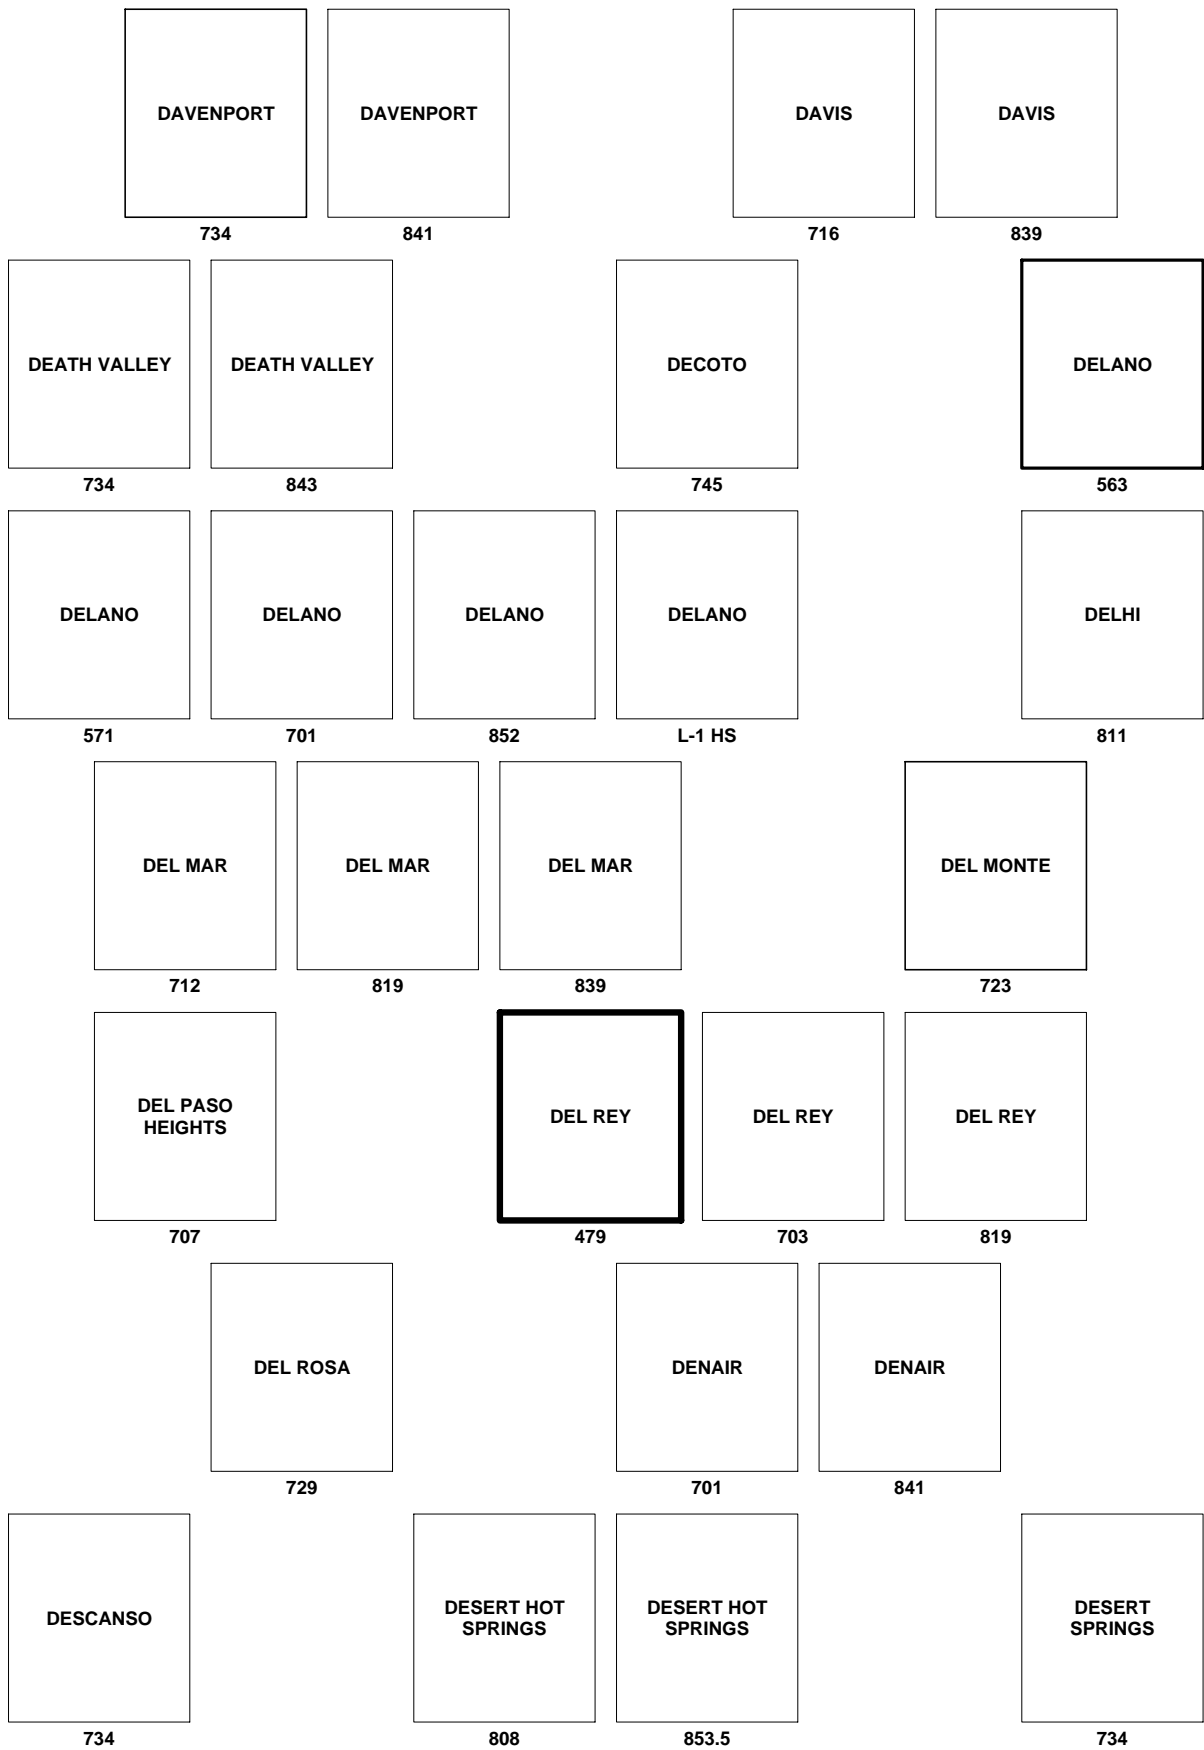 DAVENPORT
DAVENPORT
DAVIS
DAVIS
734
841
716
839
DEATH VALLEY
DEATH VALLEY
DECOTO
DELANO
734
843
745
563
DELANO
DELANO
DELANO
DELANO
DELHI
571
701
852
L-1 HS
811
DEL MAR
DEL MAR
DEL MAR
DEL MONTE
712
819
839
723
DEL PASO
HEIGHTS
DEL REY
DEL REY
DEL REY
707
479
703
819
DEL ROSA
DENAIR
DENAIR
729
701
841
DESCANSO
DESERT HOT
SPRINGS
DESERT HOT
SPRINGS
DESERT
SPRINGS
734
808
853.5
734